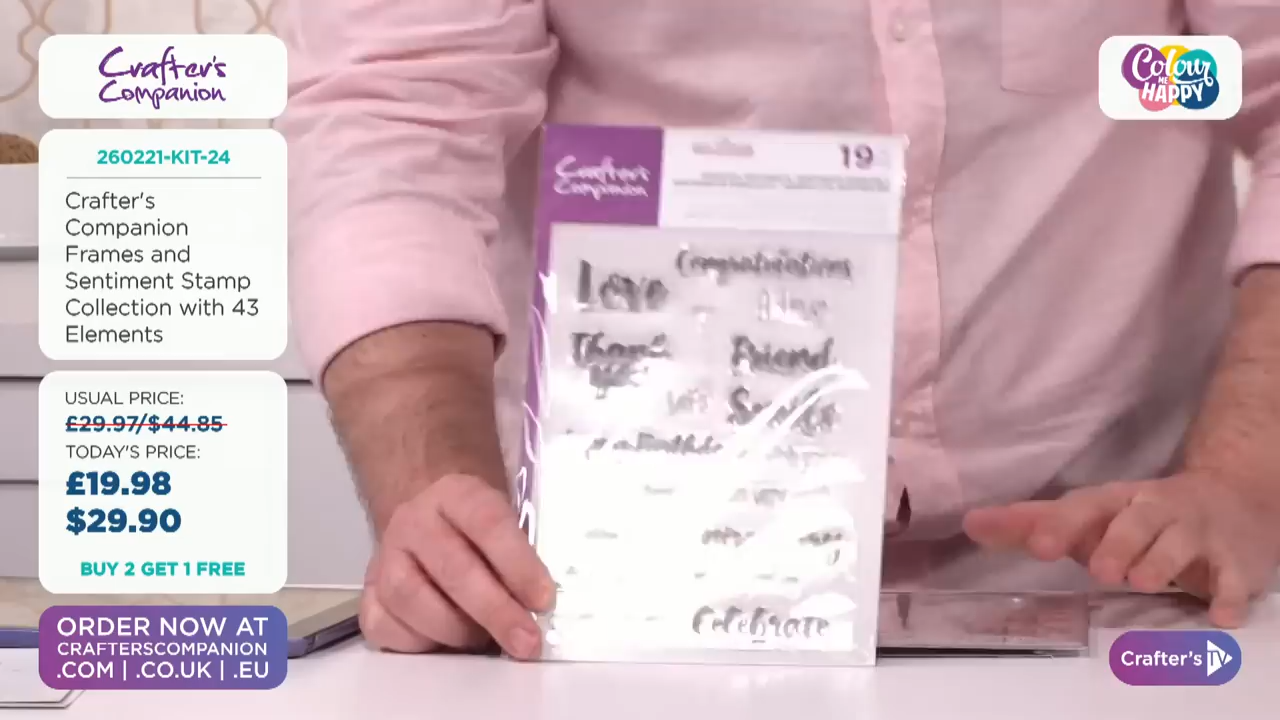 Crafter's
Companion
260221-KIT-24
Crafter's
Companion
Frames and
Sentiment Stamp
Collection with 43
Elements
USUAL PRICE:
£29.97/$44.85
TODAY'S PRICE:
£19.98
$29.90
BUY 2 GET 1 FREE
ORDER NOW AT
CRAFTERSCOMPANION
.COM | .CO.UK | .EU
Colour
ME
HAPPY
Crafter's TV
Crafter's
Companion
19
Congratulations
Love
Thank
Friend
Celebrate